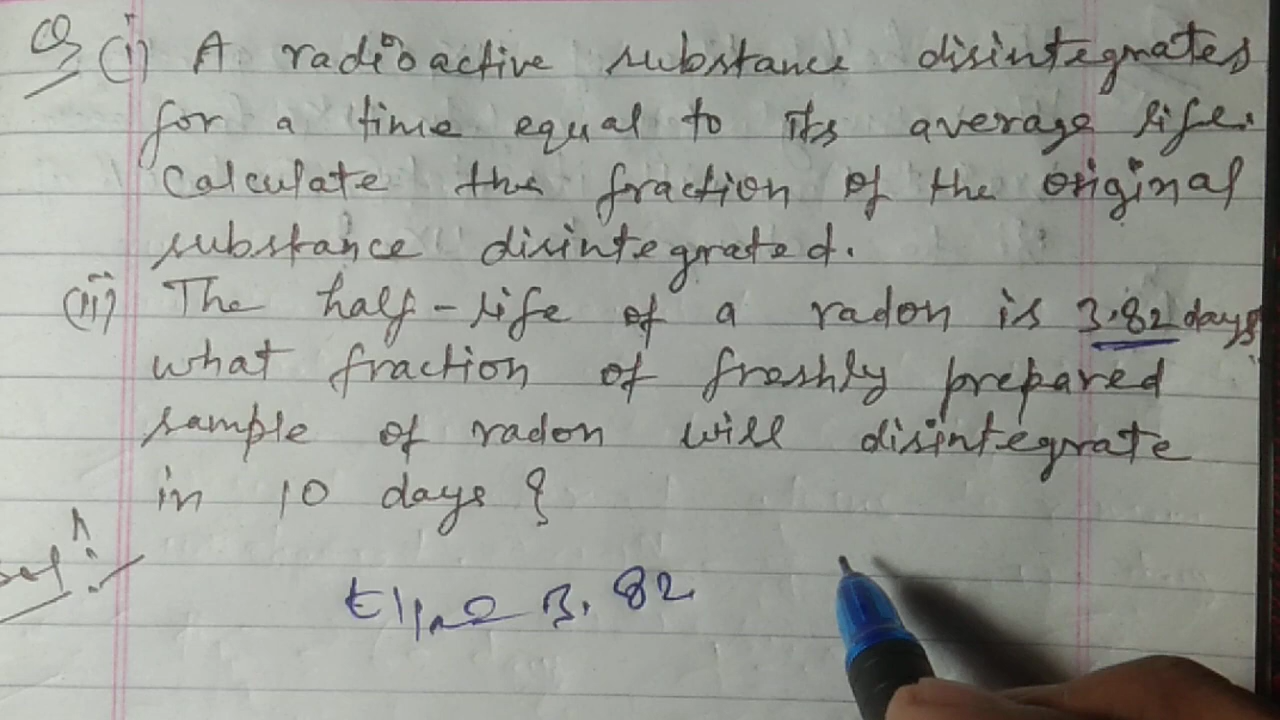 Q (i) A radioactive substance disintegrates
for a time equal to its average life.
Calculate the fraction of the original
substance disintegrated.
(ii) The half-life of a radon is 3.82 days
what fraction of freshly prepared
sample of radon will disintegrate
in 10 days ?
Sol :-
t1/2 = 3.82